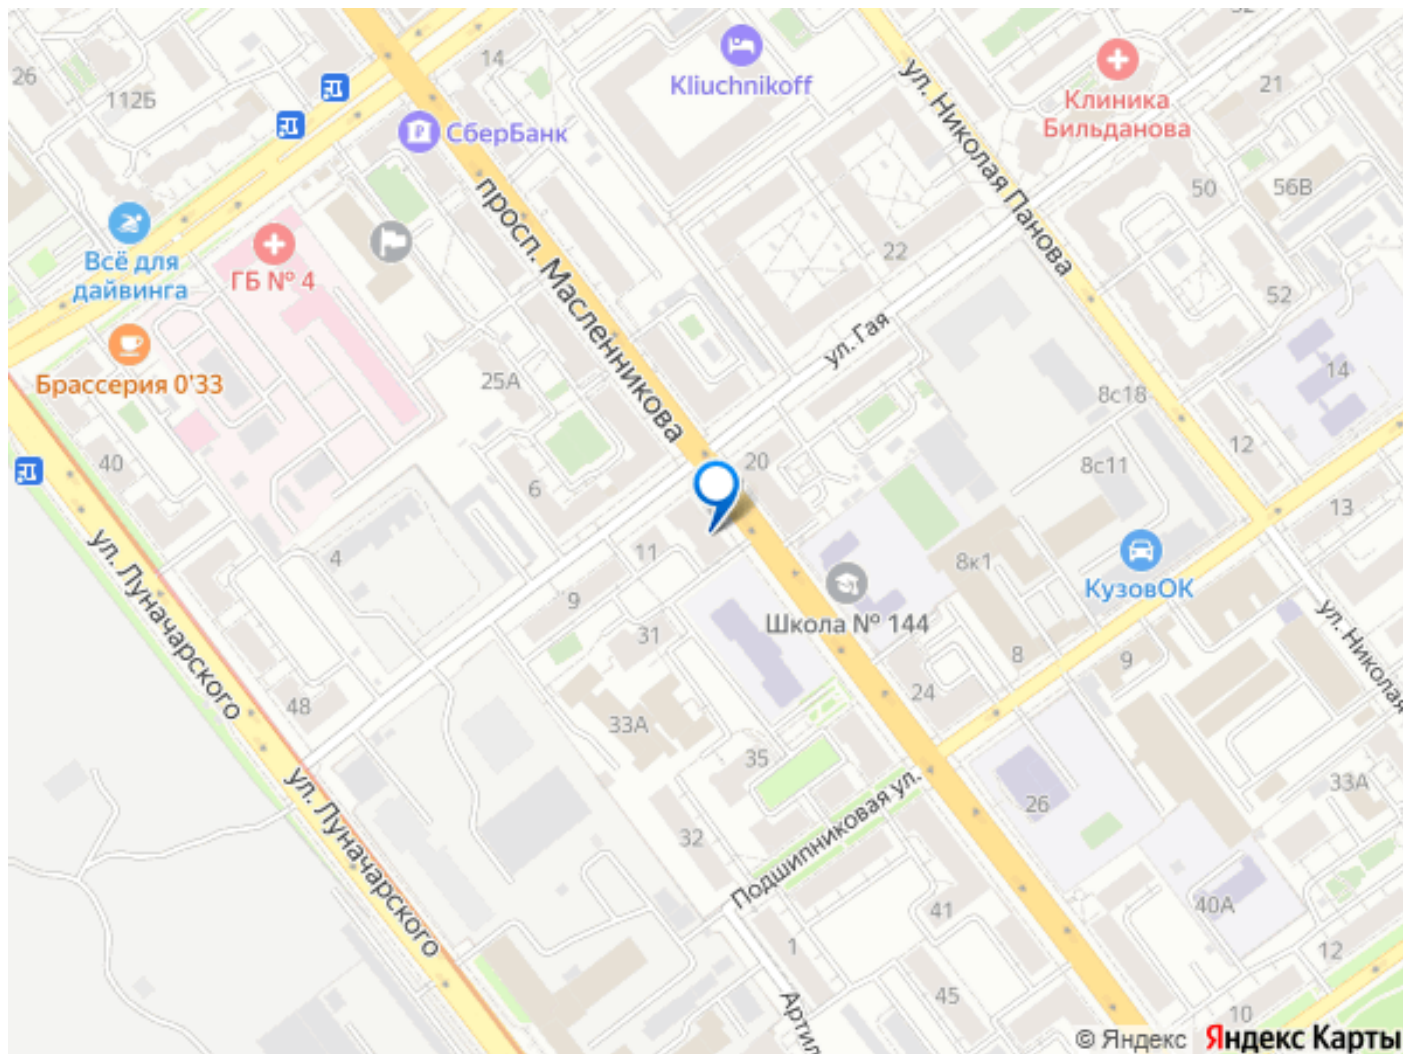 26
112Б
14
СберБанк
Kliuchnikoff
ул. Николая Панова
Клиника
Бильданова
21
50
56В
52
22
Всё для
дайвинга
ГБ № 4
просп. Масленникова
ул. Гая
Брассерия 0'33
25А
14
8с18
12
8с11
13
40
6
20
4
11
9
31
Школа № 144
8к1
КузовОК
ул. Луначарского
ул. Николая
8
9
24
48
33А
35
26
33А
ул. Луначарского
32
Подшипниковая ул.
41
40А
12
1
45
10
Артил
© Яндекс Яндекс Карты